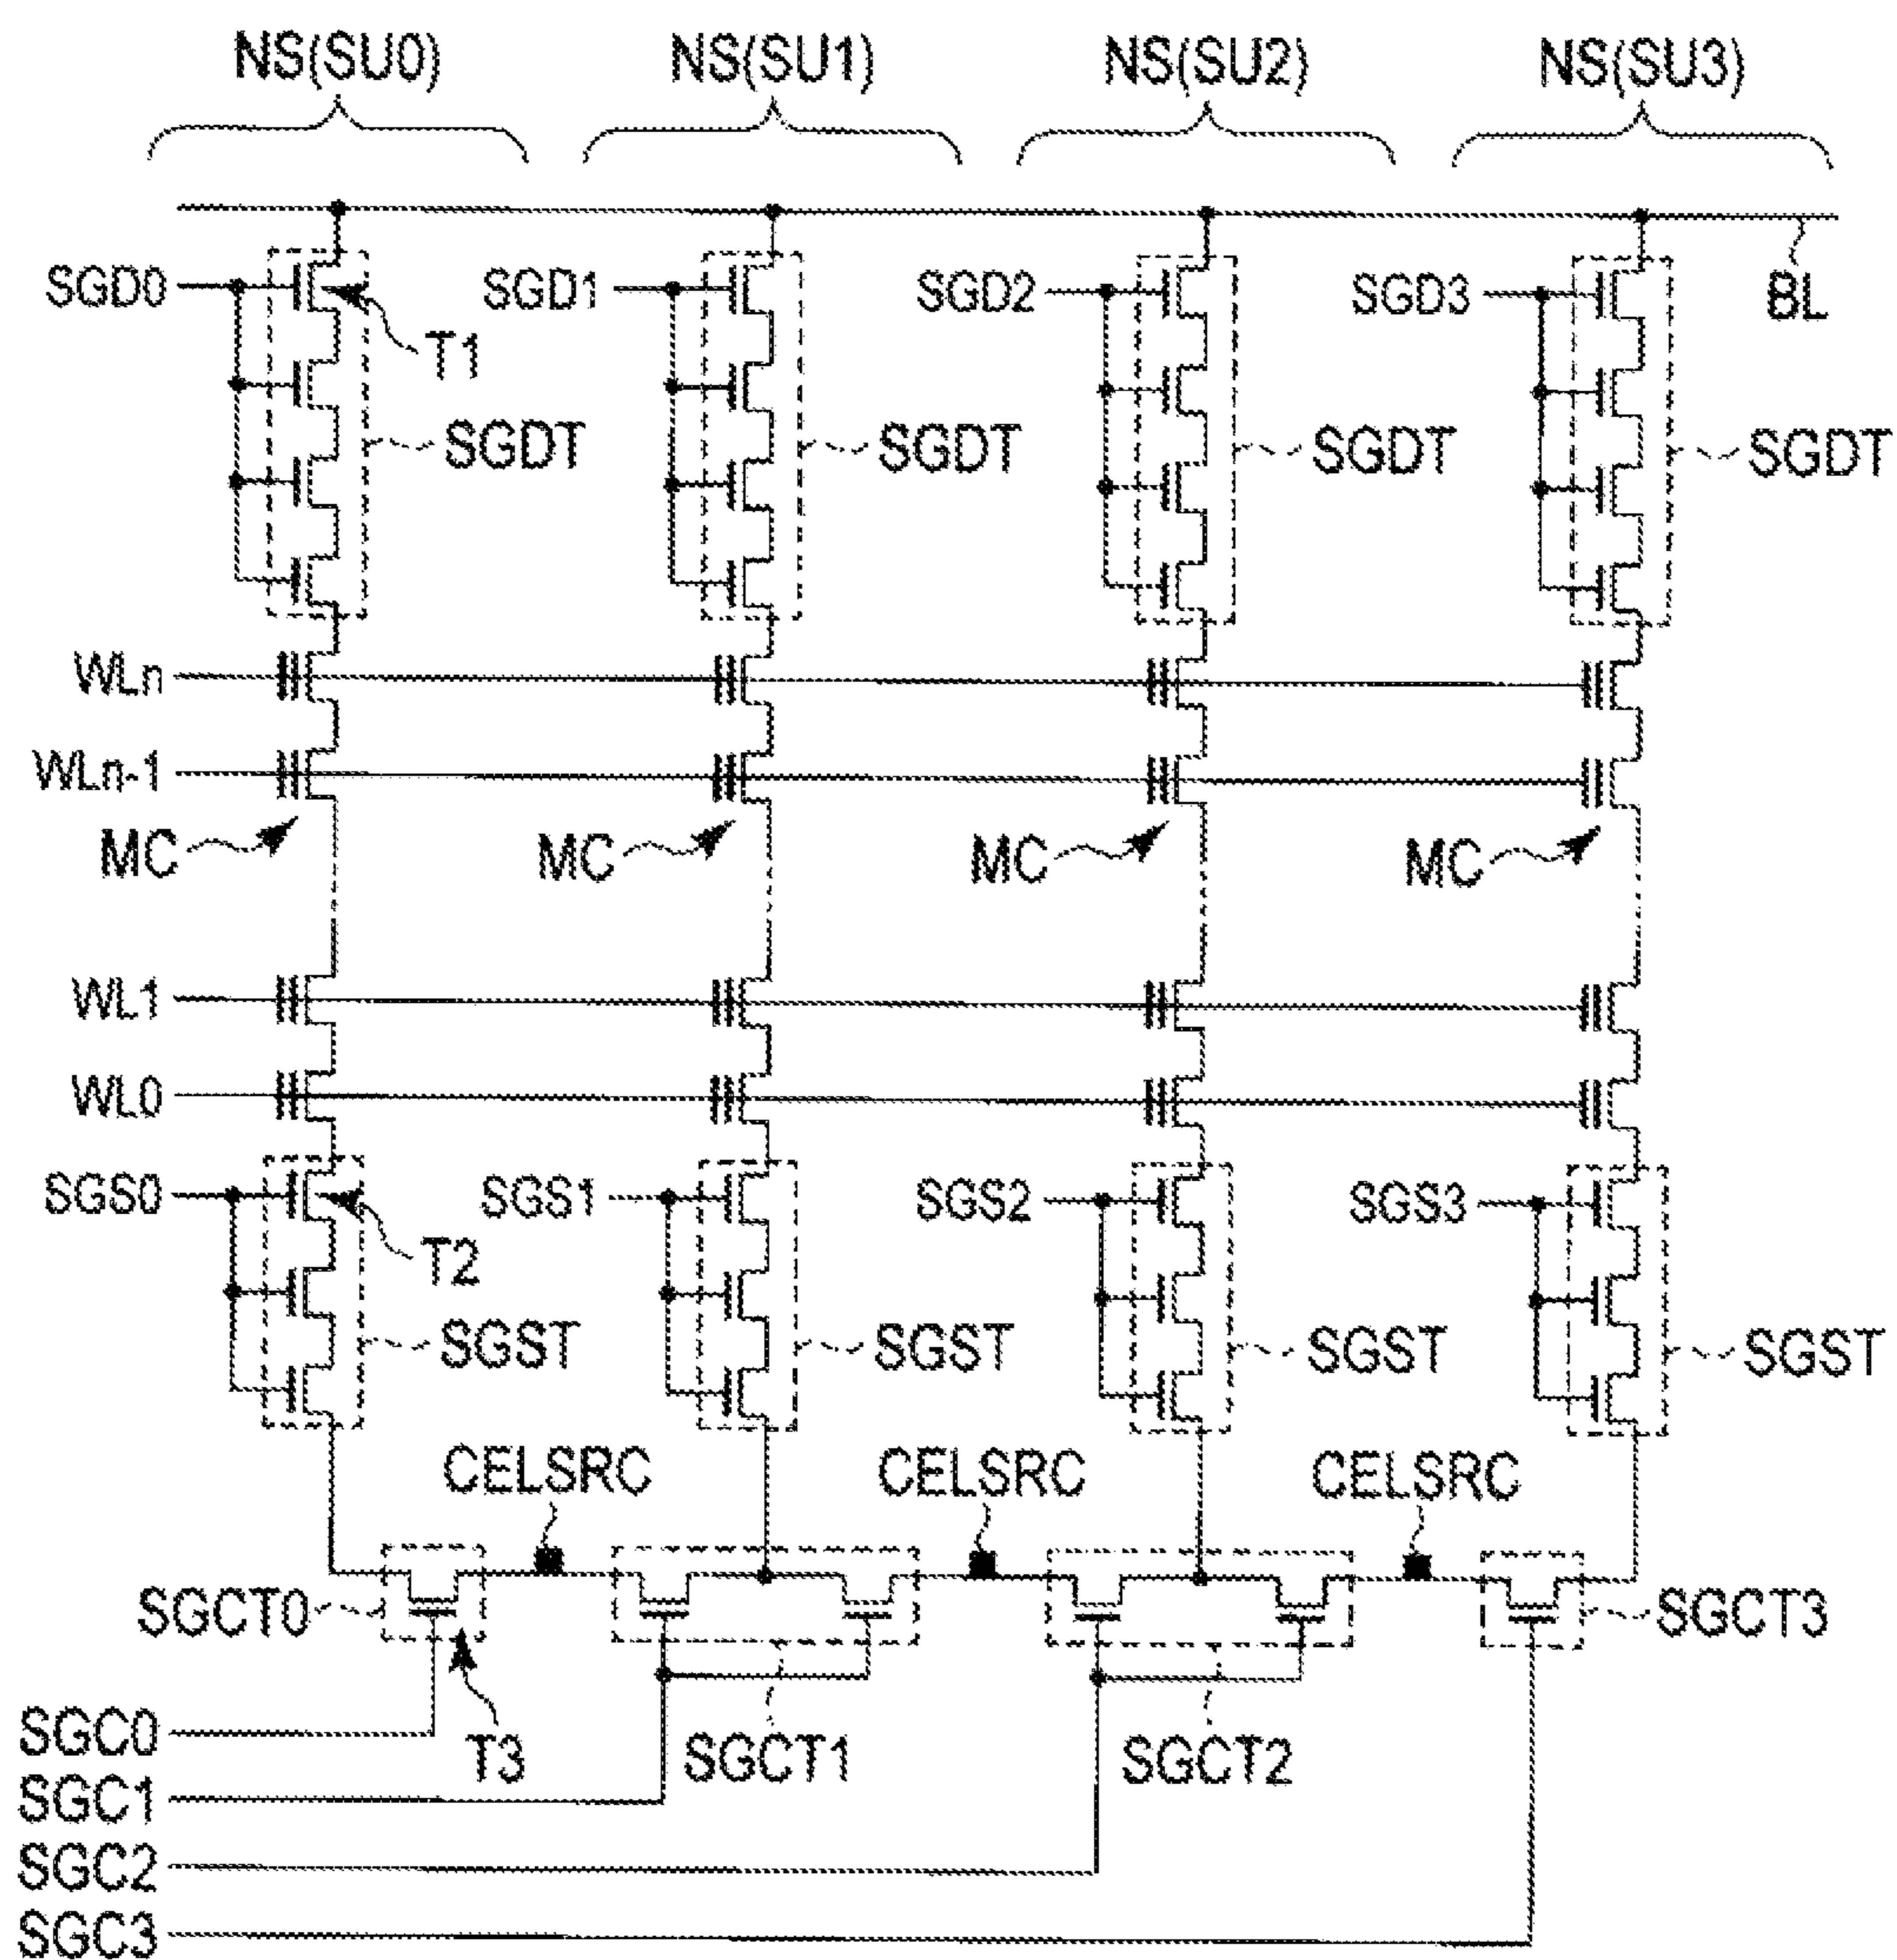 NS(SU0) NS(SU1) NS(SU2) NS(SU3)
SGD0 SGD1 SGD2 SGD3 BL
T1
SGDT SGDT SGDT SGDT
WLn
WLn-1
MC MC MC MC
WL1
WL0
SGS0 SGS1 SGS2 SGS3
T2
SGST SGST SGST SGST
CELSRC CELSRC CELSRC
SGCT0 SGCT3
SGC0 T3 SGCT1 SGCT2
SGC1
SGC2
SGC3